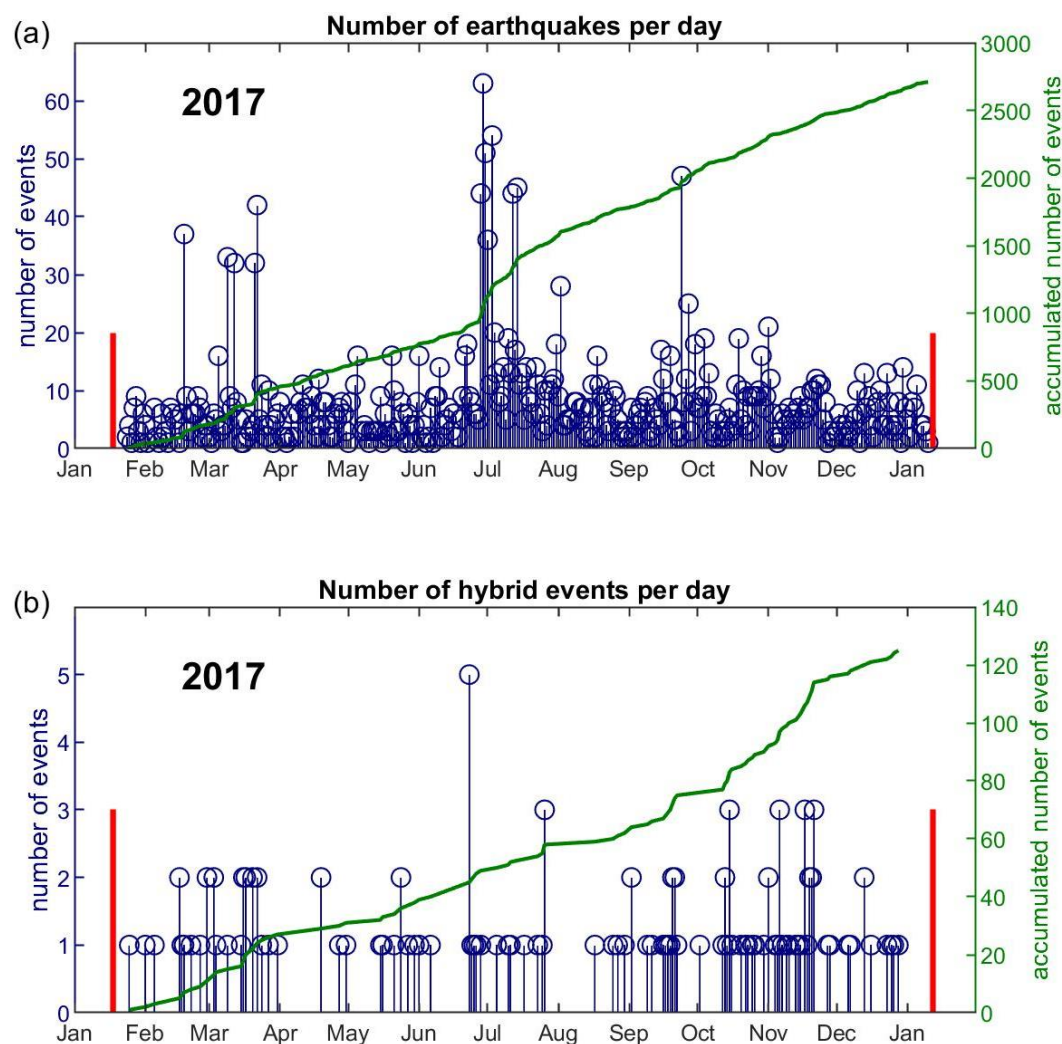 (a)
Number of earthquakes per day
2017
number of events
0 10 20 30 40 50 60
accumulated number of events
0 500 1000 1500 2000 2500 3000
Jan Feb Mar Apr May Jun Jul Aug Sep Oct Nov Dec Jan
(b)
Number of hybrid events per day
2017
number of events
0 1 2 3 4 5
accumulated number of events
0 20 40 60 80 100 120 140
Jan Feb Mar Apr May Jun Jul Aug Sep Oct Nov Dec Jan